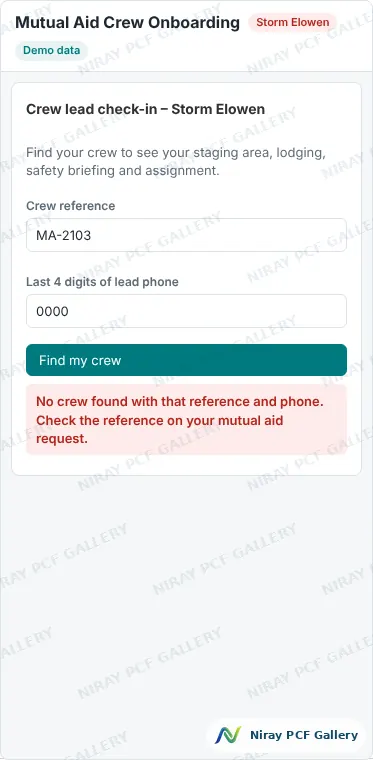 Mutual Aid Crew Onboarding
Storm Elowen
Demo data
Crew lead check-in – Storm Elowen
Find your crew to see your staging area, lodging,
safety briefing and assignment.
Crew reference
MA-2103
Last 4 digits of lead phone
0000
Find my crew
No crew found with that reference and phone.
Check the reference on your mutual aid
request.
NIRAY PCF GALLERY
Niray PCF Gallery